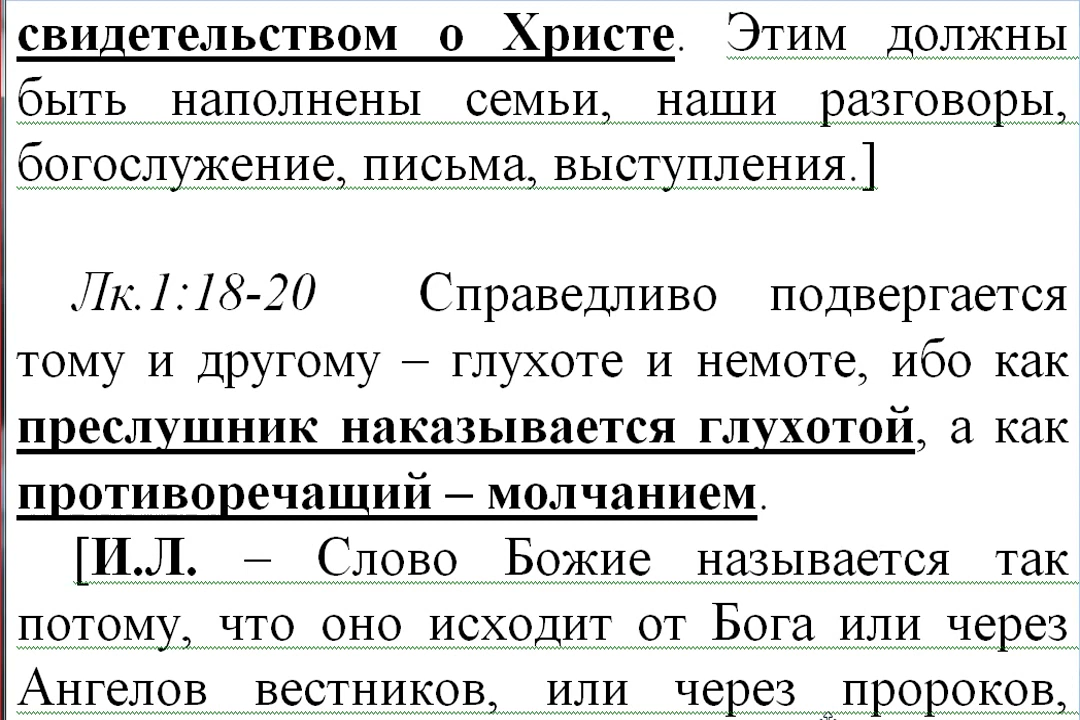 свидетельством о Христе. Этим должны
быть наполнены семьи, наши разговоры,
богослужение, письма, выступления.]
Лк.1:18-20 Справедливо подвергается
тому и другому – глухоте и немоте, ибо как
преслушник наказывается глухотой, а как
противоречащий – молчанием.
[И.Л. – Слово Божие называется так
потому, что оно исходит от Бога или через
Ангелов вестников, или через пророков,